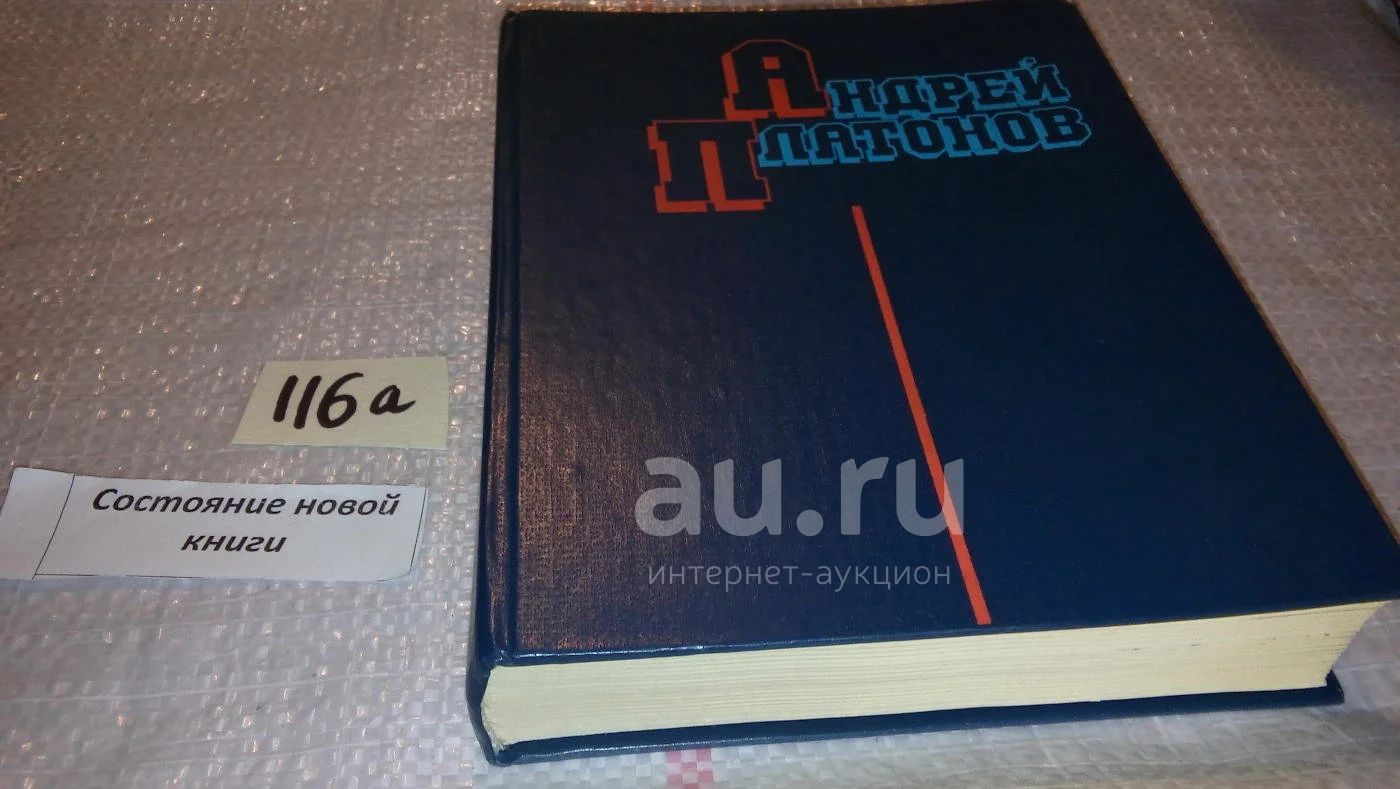 Андрей
Платонов
116а
Состояние новой
книги
au.ru
интернет-аукцион